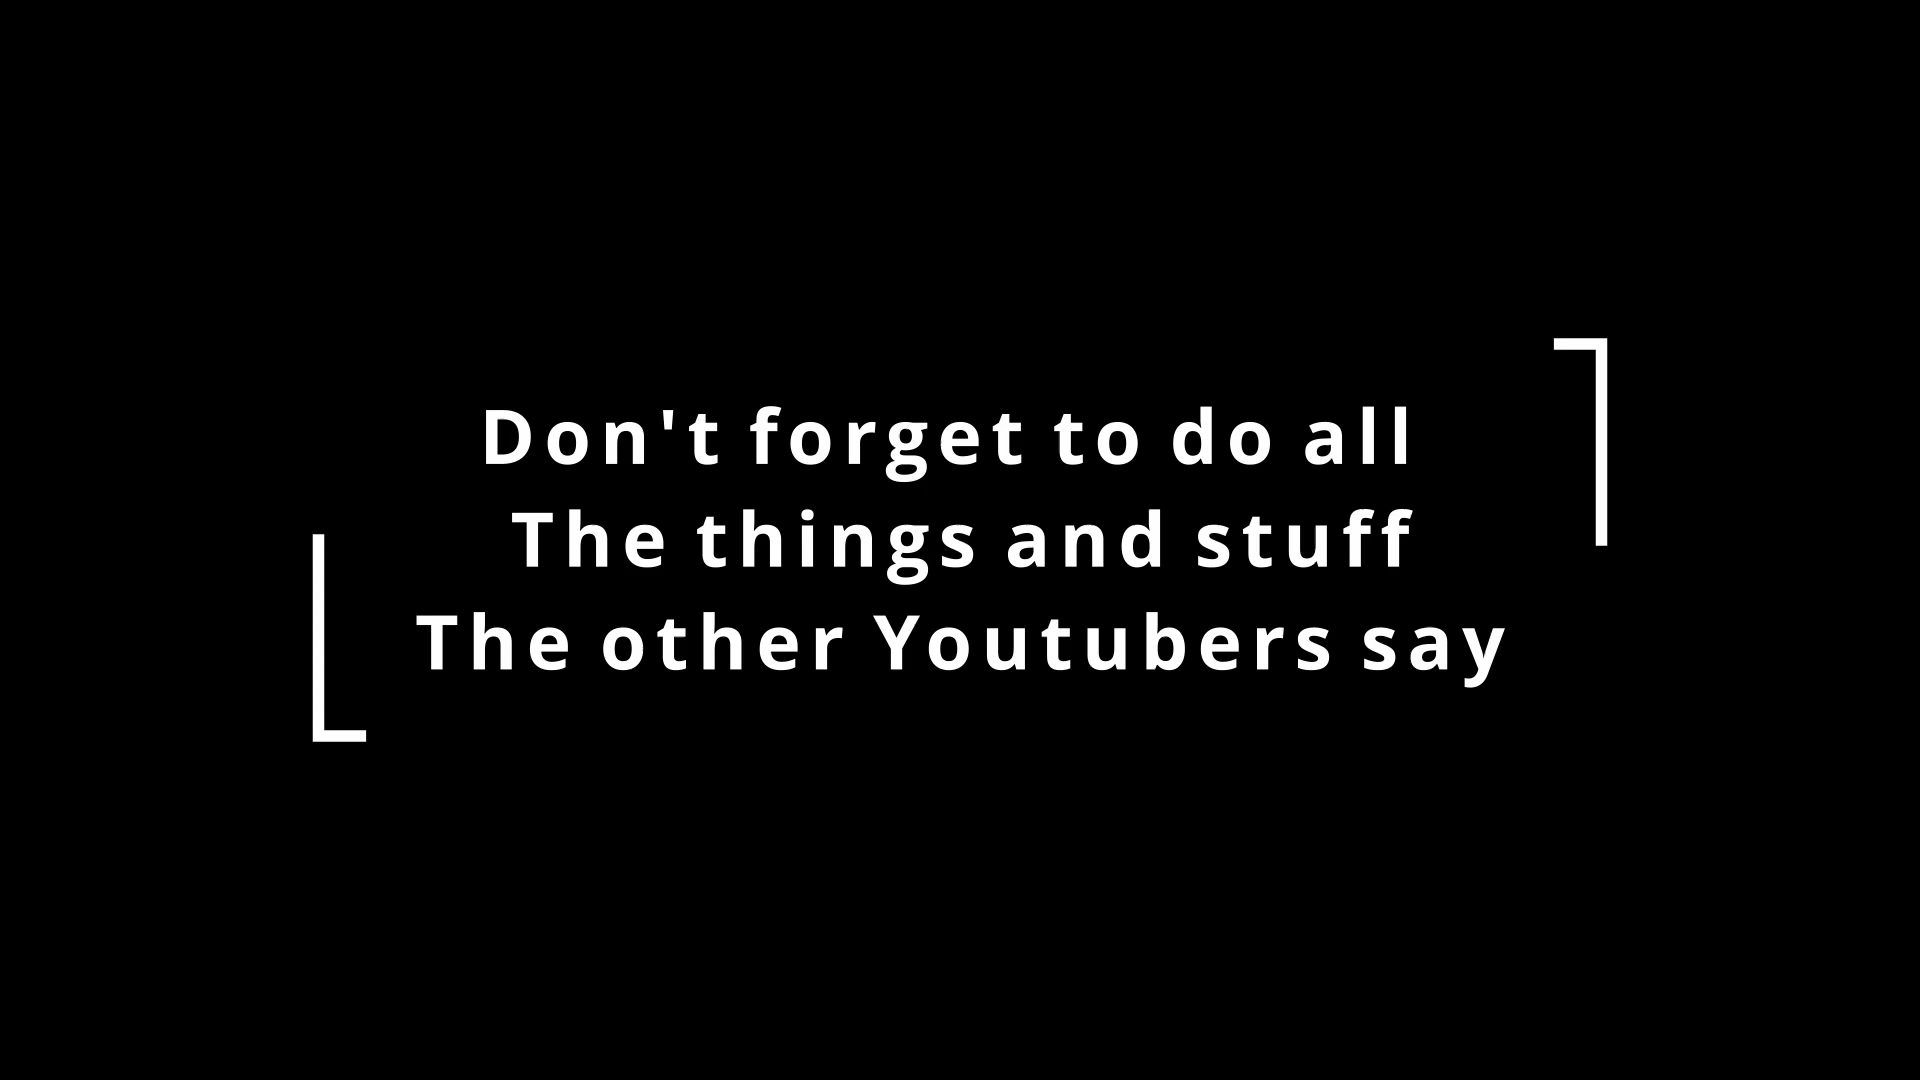 Don't forget to do all
The things and stuff
The other Youtubers say